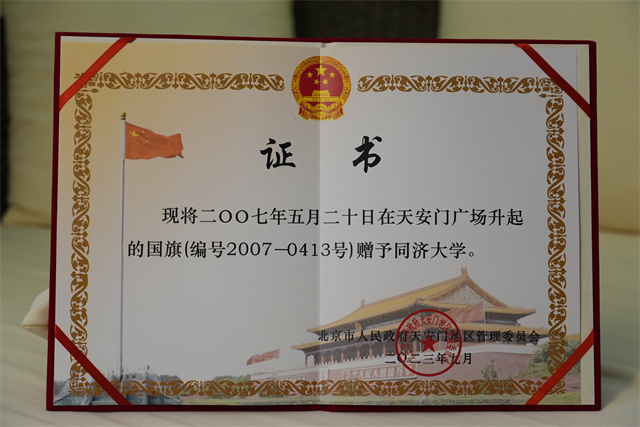 证 书
现将二〇〇七年五月二十日在天安门广场升起
的国旗(编号2007-0413号)赠予同济大学。
北京市人民政府天安门地区管理委员会
二〇二三年九月